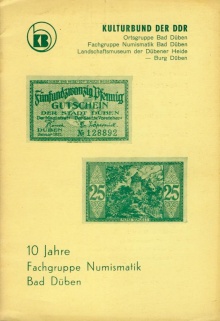 KB
KULTURBUND DER DDR
Ortsgruppe Bad Düben
Fachgruppe Numismatik Bad Düben
Landschaftsmuseum der Dübener Heide
— Burg Düben
Fünfundzwanzig Pfennig
GUTSCHEIN
DER STADT DÜBEN
DÜBEN
№ 128892
25 25
10 Jahre
Fachgruppe Numismatik
Bad Düben